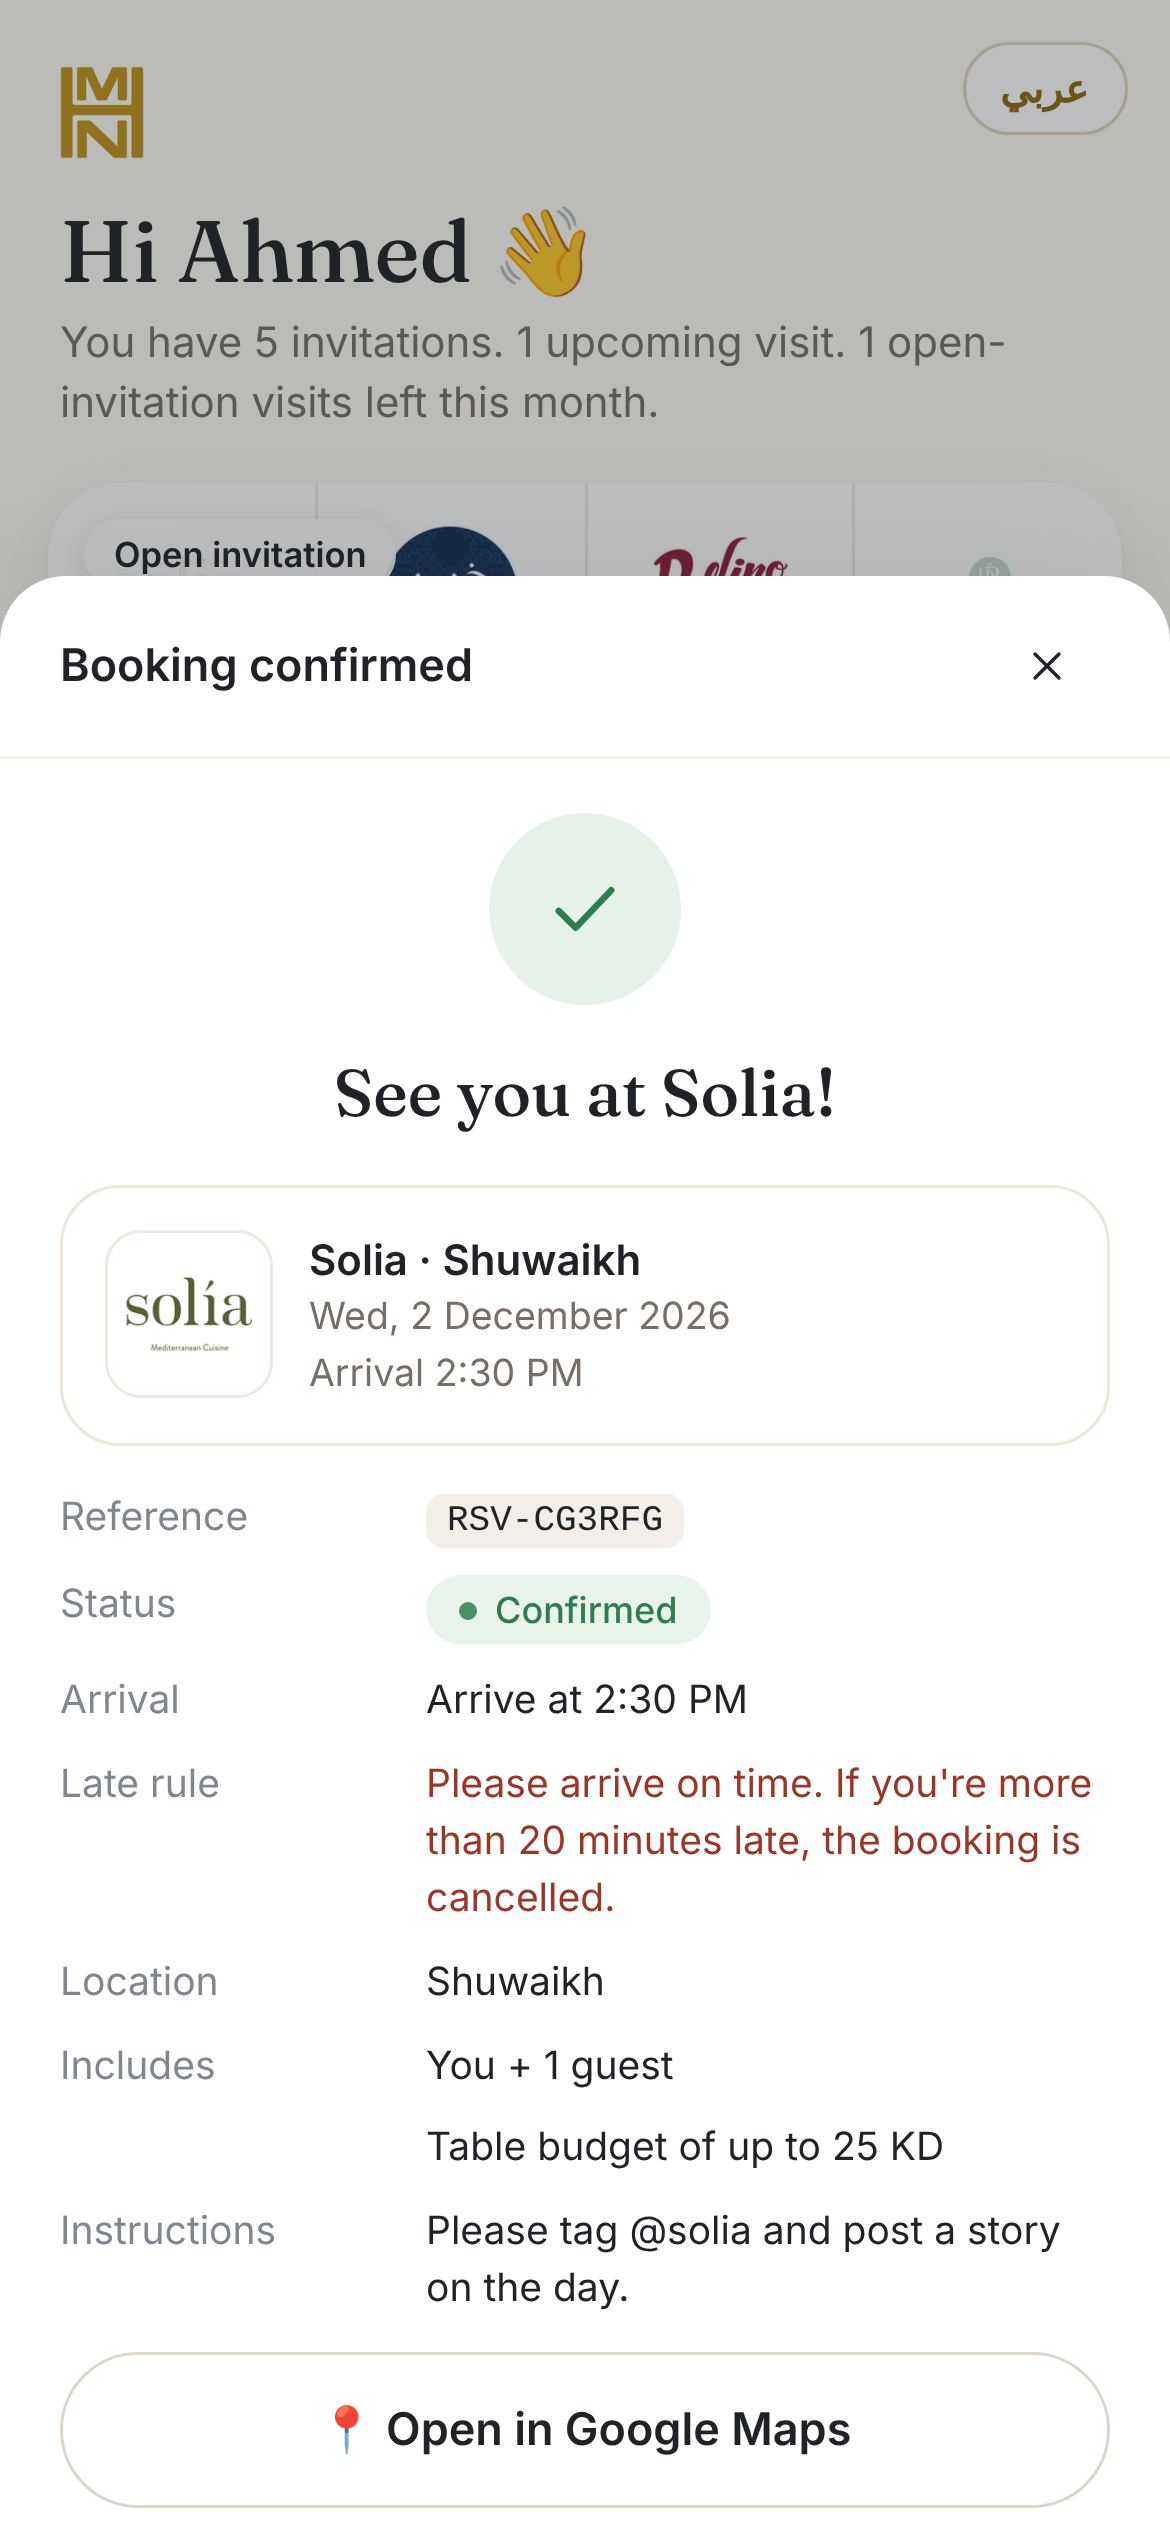 HMN
عربي
Hi Ahmed 👋
You have 5 invitations. 1 upcoming visit. 1 open-
invitation visits left this month.
Open invitation
Booking confirmed
See you at Solia!
solía
Mediterranean Cuisine
Solia · Shuwaikh
Wed, 2 December 2026
Arrival 2:30 PM
Reference
RSV-CG3RFG
Status
Confirmed
Arrival
Arrive at 2:30 PM
Late rule
Please arrive on time. If you're more
than 20 minutes late, the booking is
cancelled.
Location
Shuwaikh
Includes
You + 1 guest
Table budget of up to 25 KD
Instructions
Please tag @solia and post a story
on the day.
📍 Open in Google Maps